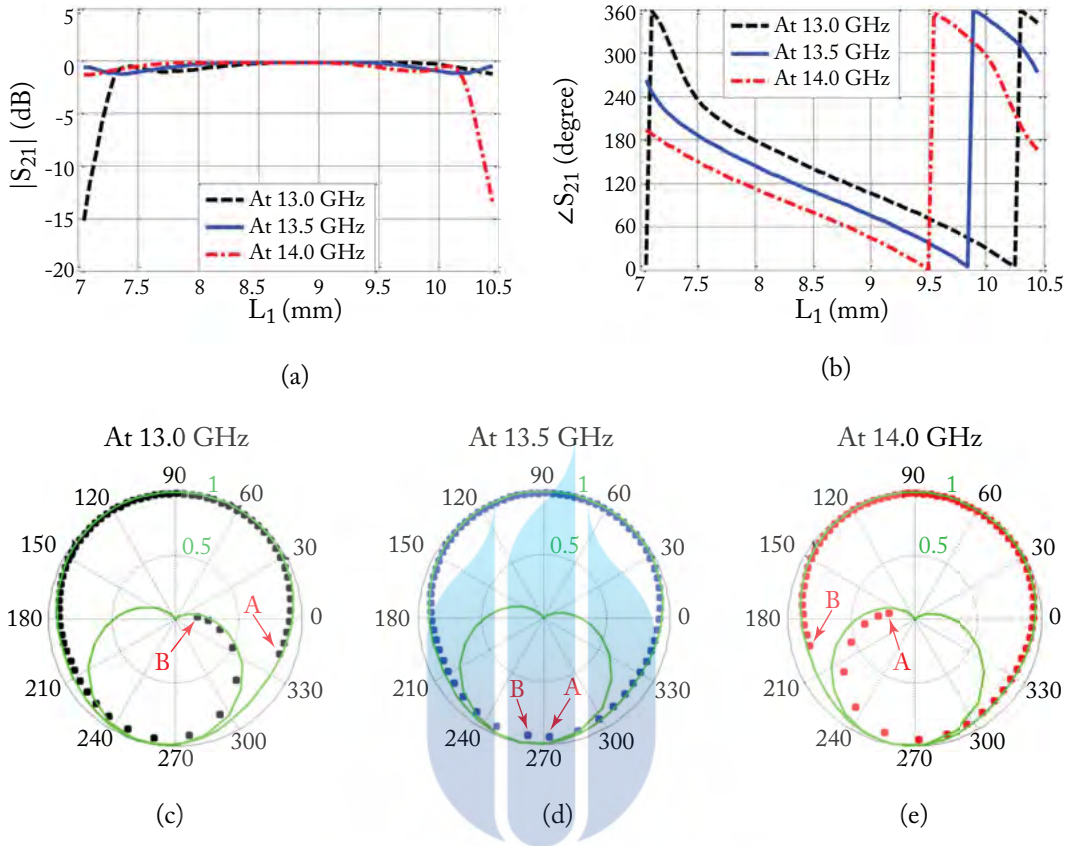 5
0
-5
-10
-15
-20
|S21| (dB)
At 13.0 GHz
At 13.5 GHz
At 14.0 GHz
7 7.5 8 8.5 9 9.5 10 10.5
L1 (mm)
(a)
360
300
240
180
120
60
0
∠S21 (degree)
At 13.0 GHz
At 13.5 GHz
At 14.0 GHz
7 7.5 8 8.5 9 9.5 10 10.5
L1 (mm)
(b)
At 13.0 GHz
90
120 1 60
150 0.5 30
180 A 0
B
210 330
240 300
270
(c)
At 13.5 GHz
90
120 1 60
150 0.5 30
180 0
B A
210 330
240 300
270
(d)
At 14.0 GHz
90
120 1 60
150 0.5 30
180 B 0
A
210 330
240 300
270
(e)